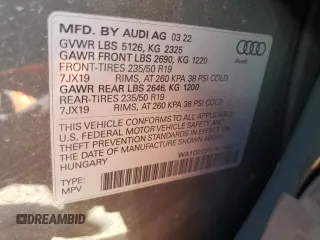 MFD. BY AUDI AG 03 22
GVWR LBS 5126, KG 2325
GAWR FRONT LBS 2690, KG 1220
FRONT-TIRES 235/50 R19
7JX19 RIMS, AT 260 KPA 38 PSI COLD
GAWR REAR LBS 2646, KG 1200
REAR-TIRES 235/50 R19
7JX19 RIMS, AT 260 KPA 38 PSI COLD
THIS VEHICLE CONFORMS TO ALL APPLICABLE
U.S. FEDERAL MOTOR VEHICLE SAFETY AND
THEFT PREVENTION STANDARDS IN EFFECT ON
THE DATE OF MANUFACTURE SHOWN ABOVE.
HUNGARY
TYPE:
MPV
DREAMBID